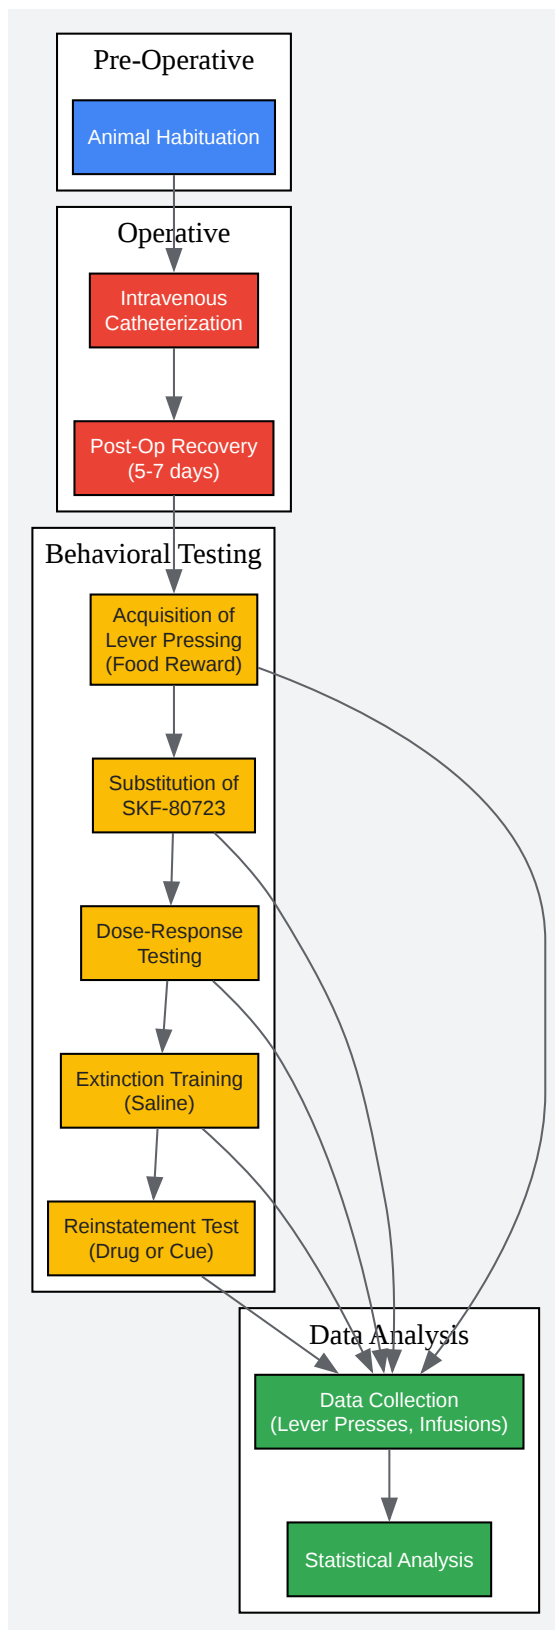 Pre-Operative
Animal Habituation
Operative
Intravenous
Catheterization
Post-Op Recovery
(5-7 days)
Behavioral Testing
Acquisition of
Lever Pressing
(Food Reward)
Substitution of
SKF-80723
Dose-Response
Testing
Extinction Training
(Saline)
Reinstatement Test
(Drug or Cue)
Data Analysis
Data Collection
(Lever Presses, Infusions)
Statistical Analysis